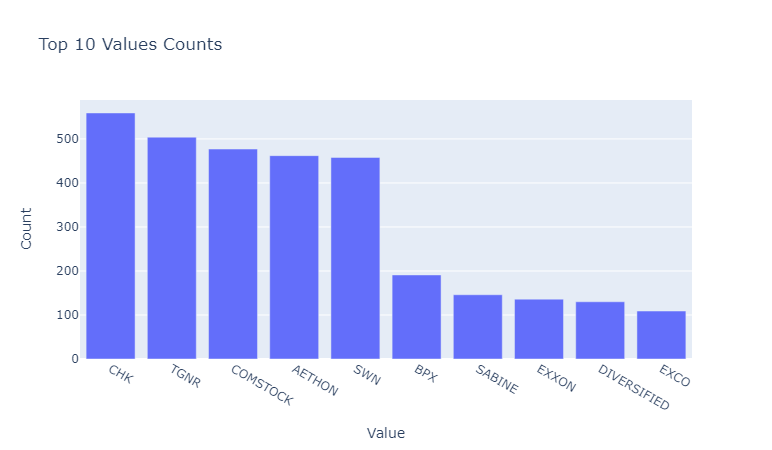 Top 10 Values Counts
Count
500
400
300
200
100
0
CHK
TGNR
COMSTOCK
AETHON
SWN
BPX
SABINE
EXXON
DIVERSIFIED
EXCO
Value